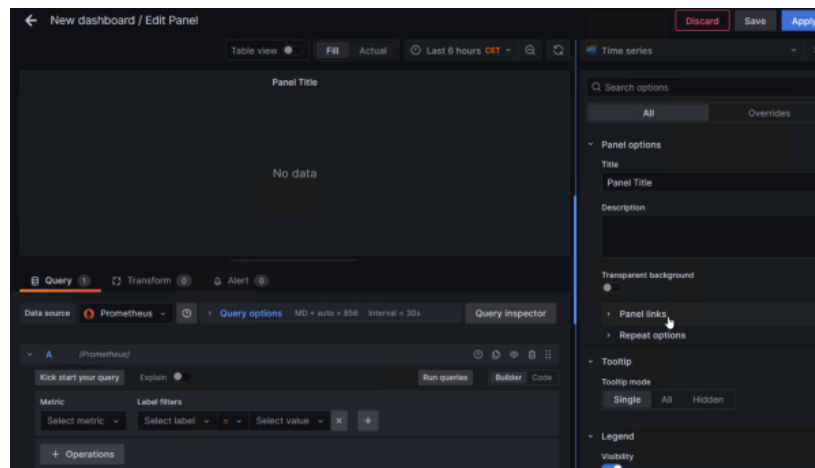 New dashboard / Edit Panel
Discard Save Apply
Table view Fill Actual Last 6 hours CET
Time series
Panel Title
No data
Search options
All Overrides
Panel options
Title
Panel Title
Description
Transparent background
Panel links
Repeat options
Tooltip
Tooltip mode
Single All Hidden
Legend
Visibility
Query 1 Transform 0 Alert 0
Data source Prometheus Query options MD = auto = 856 Interval = 30s Query inspector
A (Prometheus)
Kick start your query Explain Run queries Builder Code
Metric Label filters
Select metric Select label = Select value
+ Operations